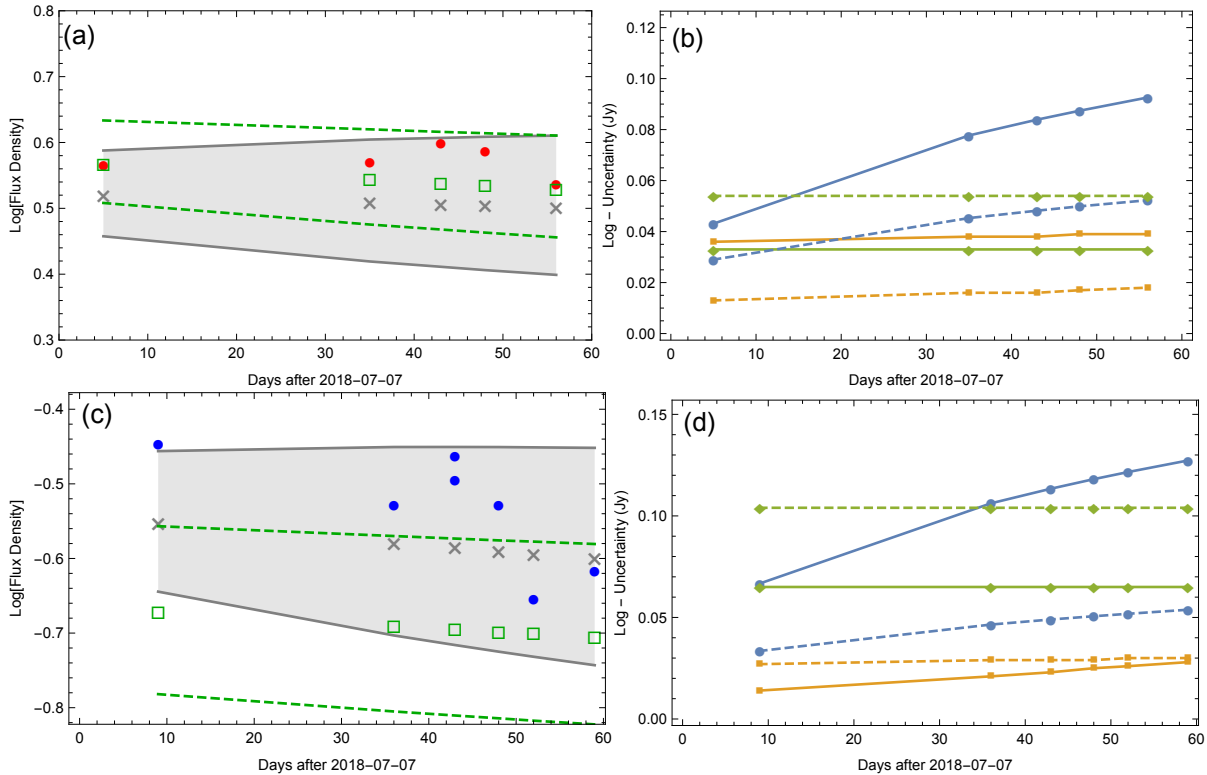 (a)
Log[Flux Density]
0.8
0.7
0.6
0.5
0.4
0.3
0 10 20 30 40 50 60
Days after 2018−07−07
(b)
Log − Uncertainty (Jy)
0.12
0.10
0.08
0.06
0.04
0.02
0.00
0 10 20 30 40 50 60
Days after 2018−07−07
(c)
Log[Flux Density]
−0.4
−0.5
−0.6
−0.7
−0.8
0 10 20 30 40 50 60
Days after 2018−07−07
(d)
Log − Uncertainty (Jy)
0.15
0.10
0.05
0.00
0 10 20 30 40 50 60
Days after 2018−07−07